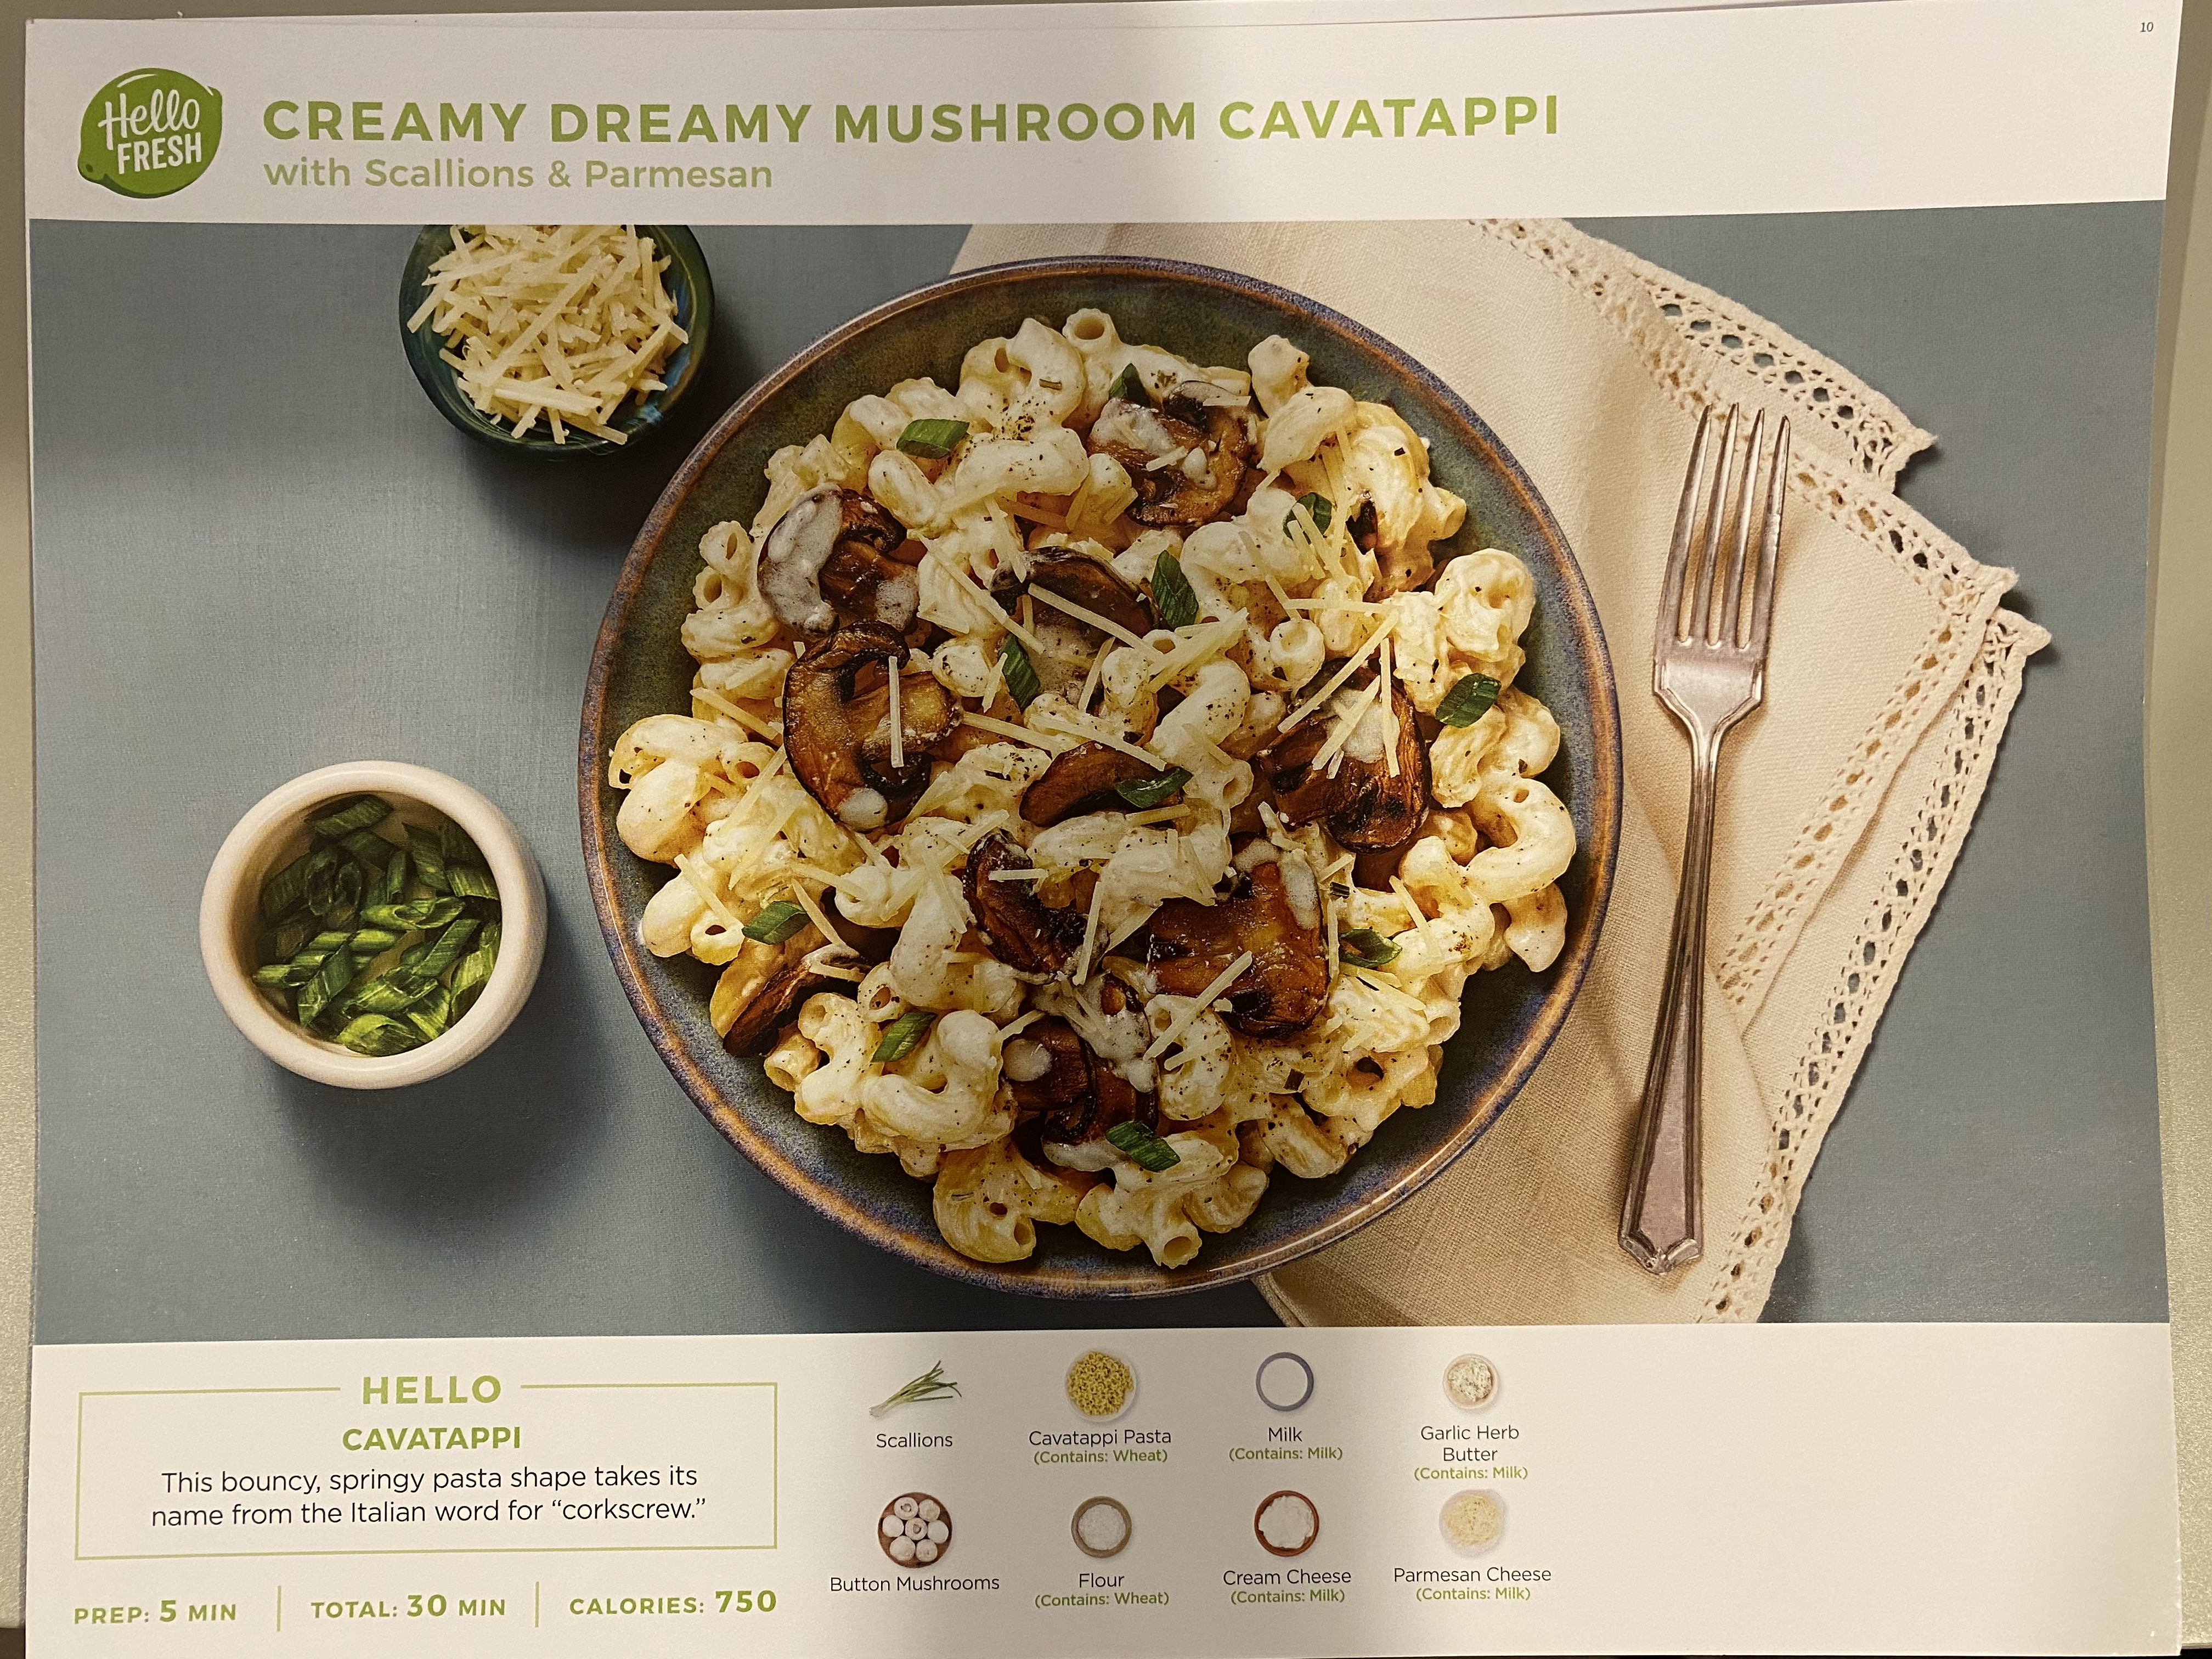 10
Hello
FRESH
CREAMY DREAMY MUSHROOM CAVATAPPI
with Scallions & Parmesan
HELLO
CAVATAPPI
This bouncy, springy pasta shape takes its
name from the Italian word for “corkscrew.”
PREP: 5 MIN
TOTAL: 30 MIN
CALORIES: 750
Scallions
Cavatappi Pasta
(Contains: Wheat)
Milk
(Contains: Milk)
Garlic Herb
Butter
(Contains: Milk)
Button Mushrooms
Flour
(Contains: Wheat)
Cream Cheese
(Contains: Milk)
Parmesan Cheese
(Contains: Milk)